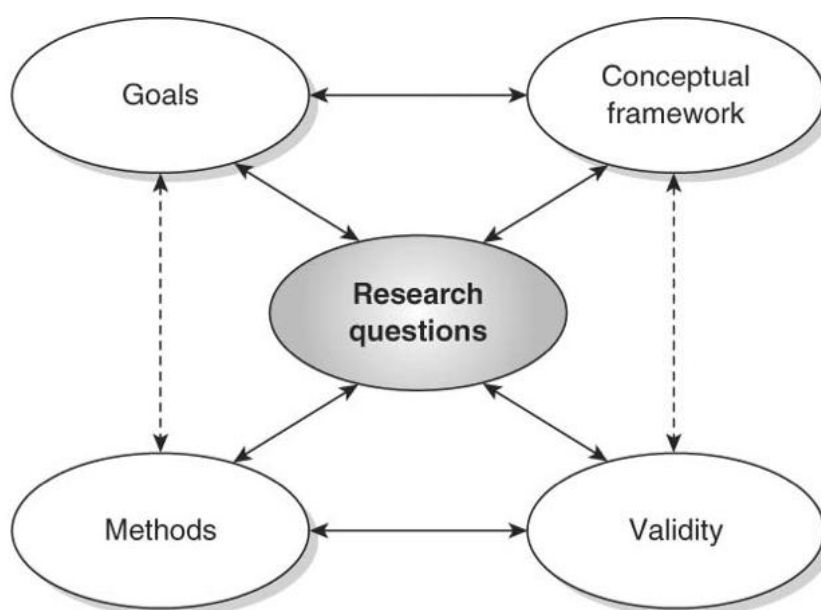 Goals
Conceptual
framework
Research
questions
Methods
Validity